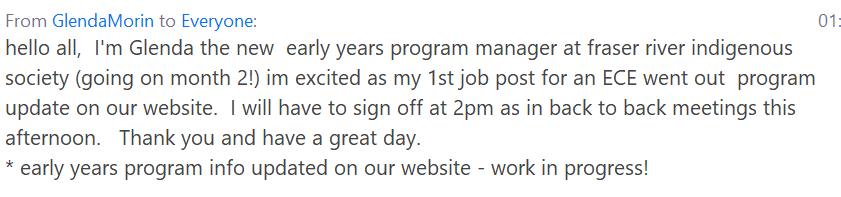 From GlendaMorin to Everyone: 01:
hello all,  I'm Glenda the new  early years program manager at fraser river indigenous
society (going on month 2!) im excited as my 1st job post for an ECE went out  program
update on our website.  I will have to sign off at 2pm as in back to back meetings this
afternoon.   Thank you and have a great day.
* early years program info updated on our website - work in progress!